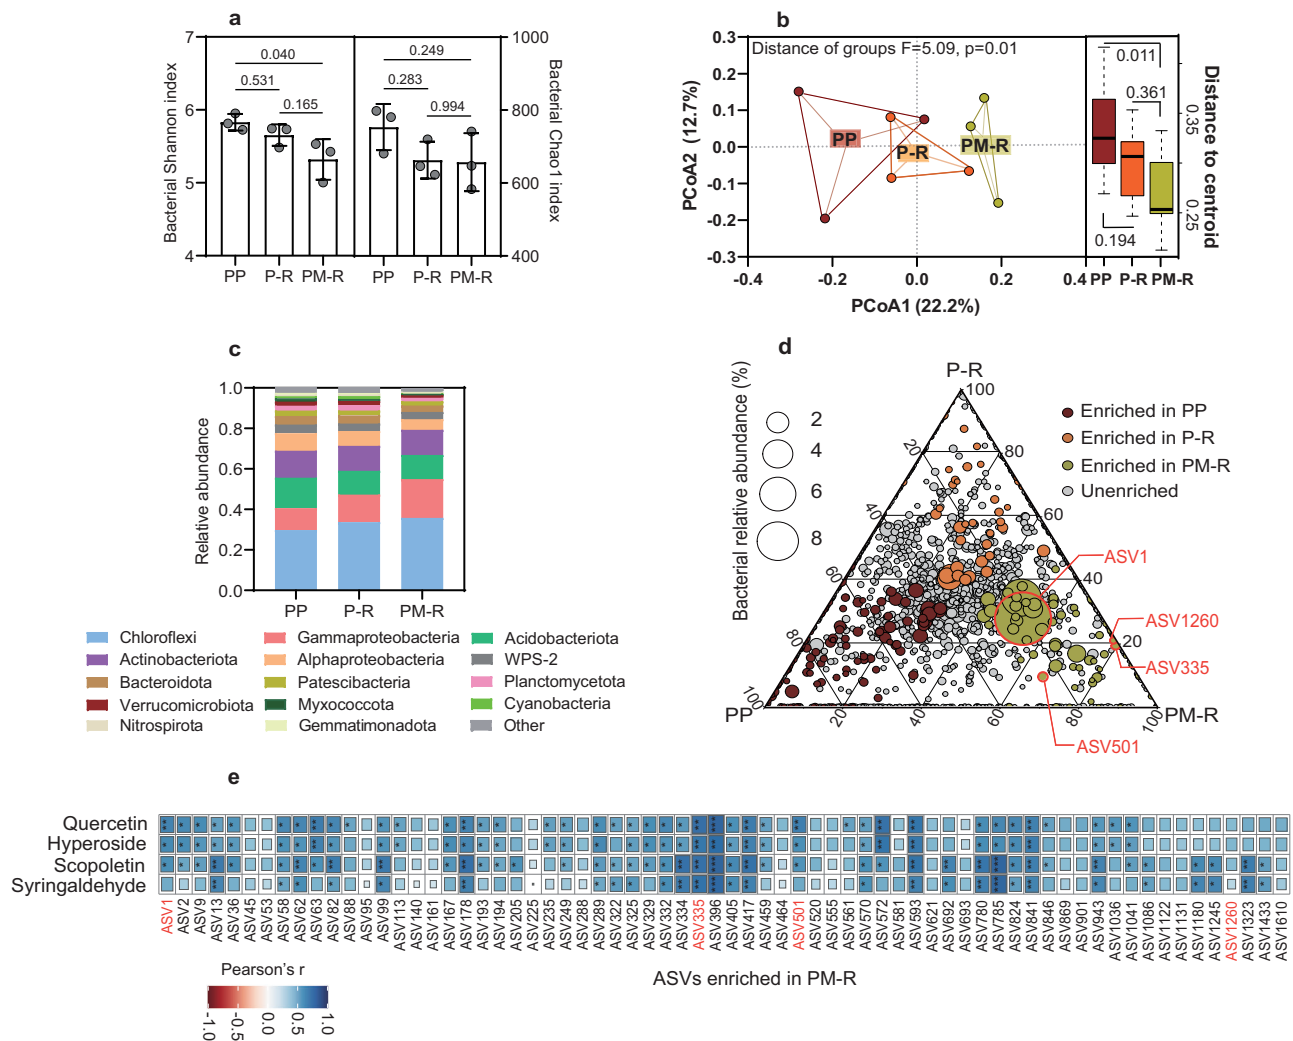 a
7
6
5
4
Bacterial Shannon index
0.040
0.531
0.165
0.249
0.283
0.994
1000
800
600
400
Bacterial Chao1 index
PP
P-R
PM-R
PP
P-R
PM-R
b
Distance of groups F=5.09, p=0.01
0.3
0.2
0.1
0.0
-0.1
-0.2
-0.3
PCoA2 (12.7%)
PP
P-R
PM-R
-0.4
-0.2
0.0
0.2
0.4
PCoA1 (22.2%)
0.011
0.361
0.194
0.35
0.25
Distance to centroid
PP
P-R
PM-R
c
1.0
0.8
0.6
0.4
0.2
0.0
Relative abundance
PP
P-R
PM-R
Chloroflexi
Gammaproteobacteria
Acidobacteriota
Actinobacteriota
Alphaproteobacteria
WPS-2
Bacteroidota
Patescibacteria
Planctomycetota
Verrucomicrobiota
Myxococcota
Cyanobacteria
Nitrospirota
Gemmatimonadota
Other
d
Bacterial relative abundance (%)
2
4
6
8
P-R
100
80
60
40
20
20
40
60
80
100
PP
20
40
60
80
100
PM-R
Enriched in PP
Enriched in P-R
Enriched in PM-R
Unenriched
ASV1
ASV1260
ASV335
ASV501
e
Quercetin
Hyperoside
Scopoletin
Syringaldehyde
ASV1
ASV2
ASV9
ASV13
ASV36
ASV45
ASV53
ASV58
ASV62
ASV63
ASV82
ASV88
ASV95
ASV99
ASV113
ASV140
ASV161
ASV167
ASV178
ASV193
ASV194
ASV205
ASV225
ASV235
ASV249
ASV288
ASV289
ASV322
ASV325
ASV329
ASV332
ASV334
ASV335
ASV396
ASV405
ASV417
ASV459
ASV464
ASV501
ASV520
ASV555
ASV561
ASV570
ASV572
ASV581
ASV593
ASV621
ASV692
ASV693
ASV780
ASV785
ASV824
ASV841
ASV846
ASV869
ASV901
ASV943
ASV1036
ASV1041
ASV1086
ASV1122
ASV1131
ASV1180
ASV1245
ASV1260
ASV1323
ASV1433
ASV1610
ASVs enriched in PM-R
Pearson's r
-1.0
-0.5
0.0
0.5
1.0